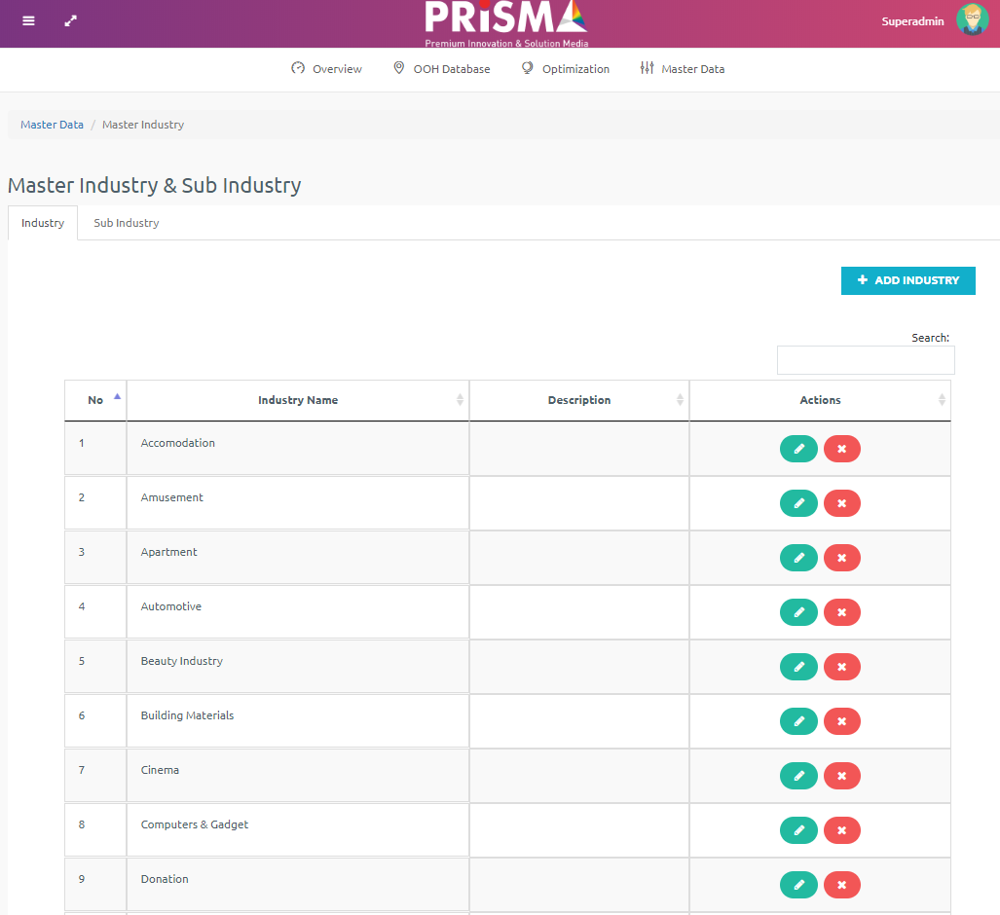 PRiSMA
Premium Innovation & Solution Media
Superadmin
Overview OOH Database Optimization Master Data
Master Data / Master Industry
Master Industry & Sub Industry
Industry Sub Industry
+ ADD INDUSTRY
Search:
No Industry Name Description Actions
1 Accomodation
2 Amusement
3 Apartment
4 Automotive
5 Beauty Industry
6 Building Materials
7 Cinema
8 Computers & Gadget
9 Donation